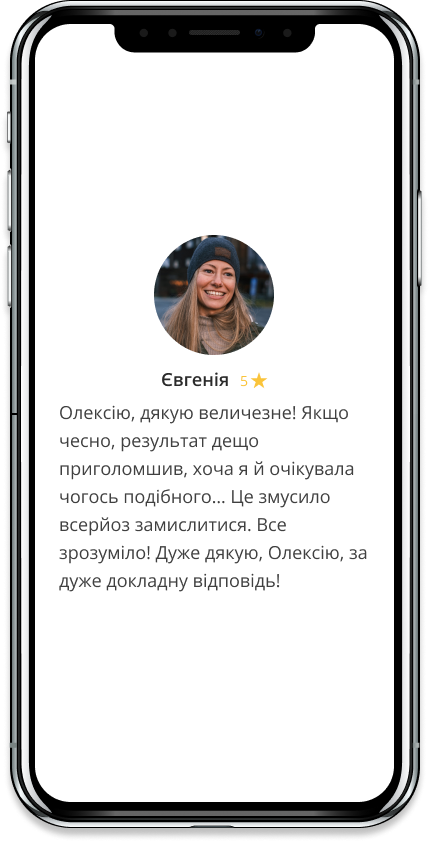 Євгенія 5
Олексію, дякую величезне! Якщо
чесно, результат дещо
приголомшив, хоча я й очікувала
чогось подібного... Це змусило
всерйоз замислитися. Все
зрозуміло! Дуже дякую, Олексію, за
дуже докладну відповідь!